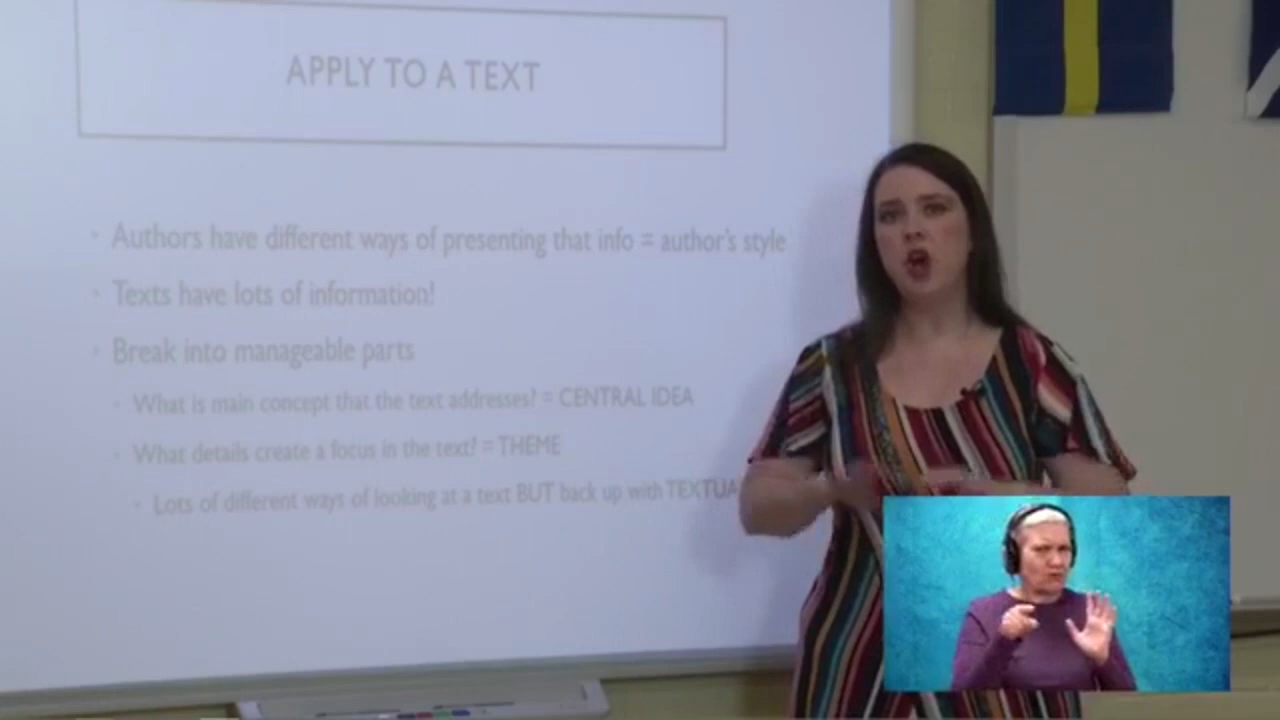 APPLY TO A TEXT
Authors have different ways of presenting that info = author's style
Texts have lots of information!
Break into manageable parts
What is main concept that the text addresses? = CENTRAL IDEA
What details create a focus in the text? = THEME
Lots of different ways of looking at a text BUT back up with